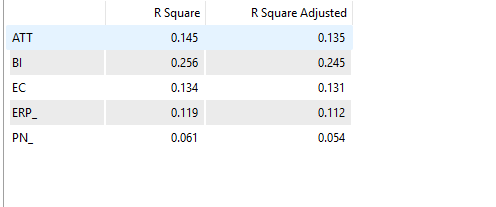 R Square R Square Adjusted
ATT 0.145 0.135
BI 0.256 0.245
EC 0.134 0.131
ERP_ 0.119 0.112
PN_ 0.061 0.054